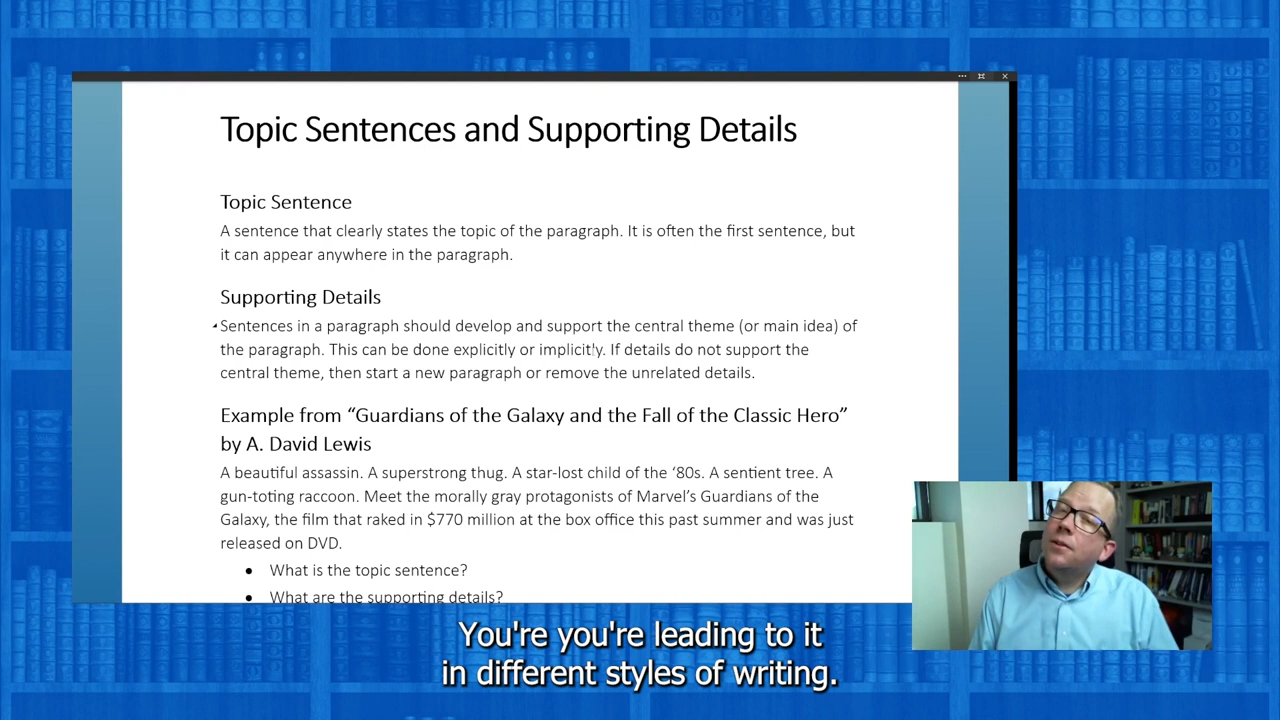 Topic Sentences and Supporting Details
Topic Sentence
A sentence that clearly states the topic of the paragraph. It is often the first sentence, but
it can appear anywhere in the paragraph.
Supporting Details
Sentences in a paragraph should develop and support the central theme (or main idea) of
the paragraph. This can be done explicitly or implicitly. If details do not support the
central theme, then start a new paragraph or remove the unrelated details.
Example from “Guardians of the Galaxy and the Fall of the Classic Hero”
by A. David Lewis
A beautiful assassin. A superstrong thug. A star-lost child of the ‘80s. A sentient tree. A
gun-toting raccoon. Meet the morally gray protagonists of Marvel’s Guardians of the
Galaxy, the film that raked in $770 million at the box office this past summer and was just
released on DVD.
• What is the topic sentence?
• What are the supporting details?
You're you're leading to it
in different styles of writing.